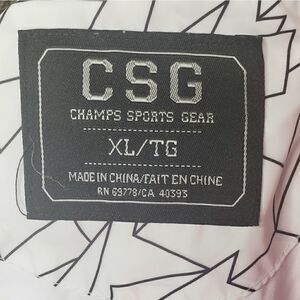 CSG
CHAMPS SPORTS GEAR
XL/TG
MADE IN CHINA/FAIT EN CHINE
RN 69778/CA 40393